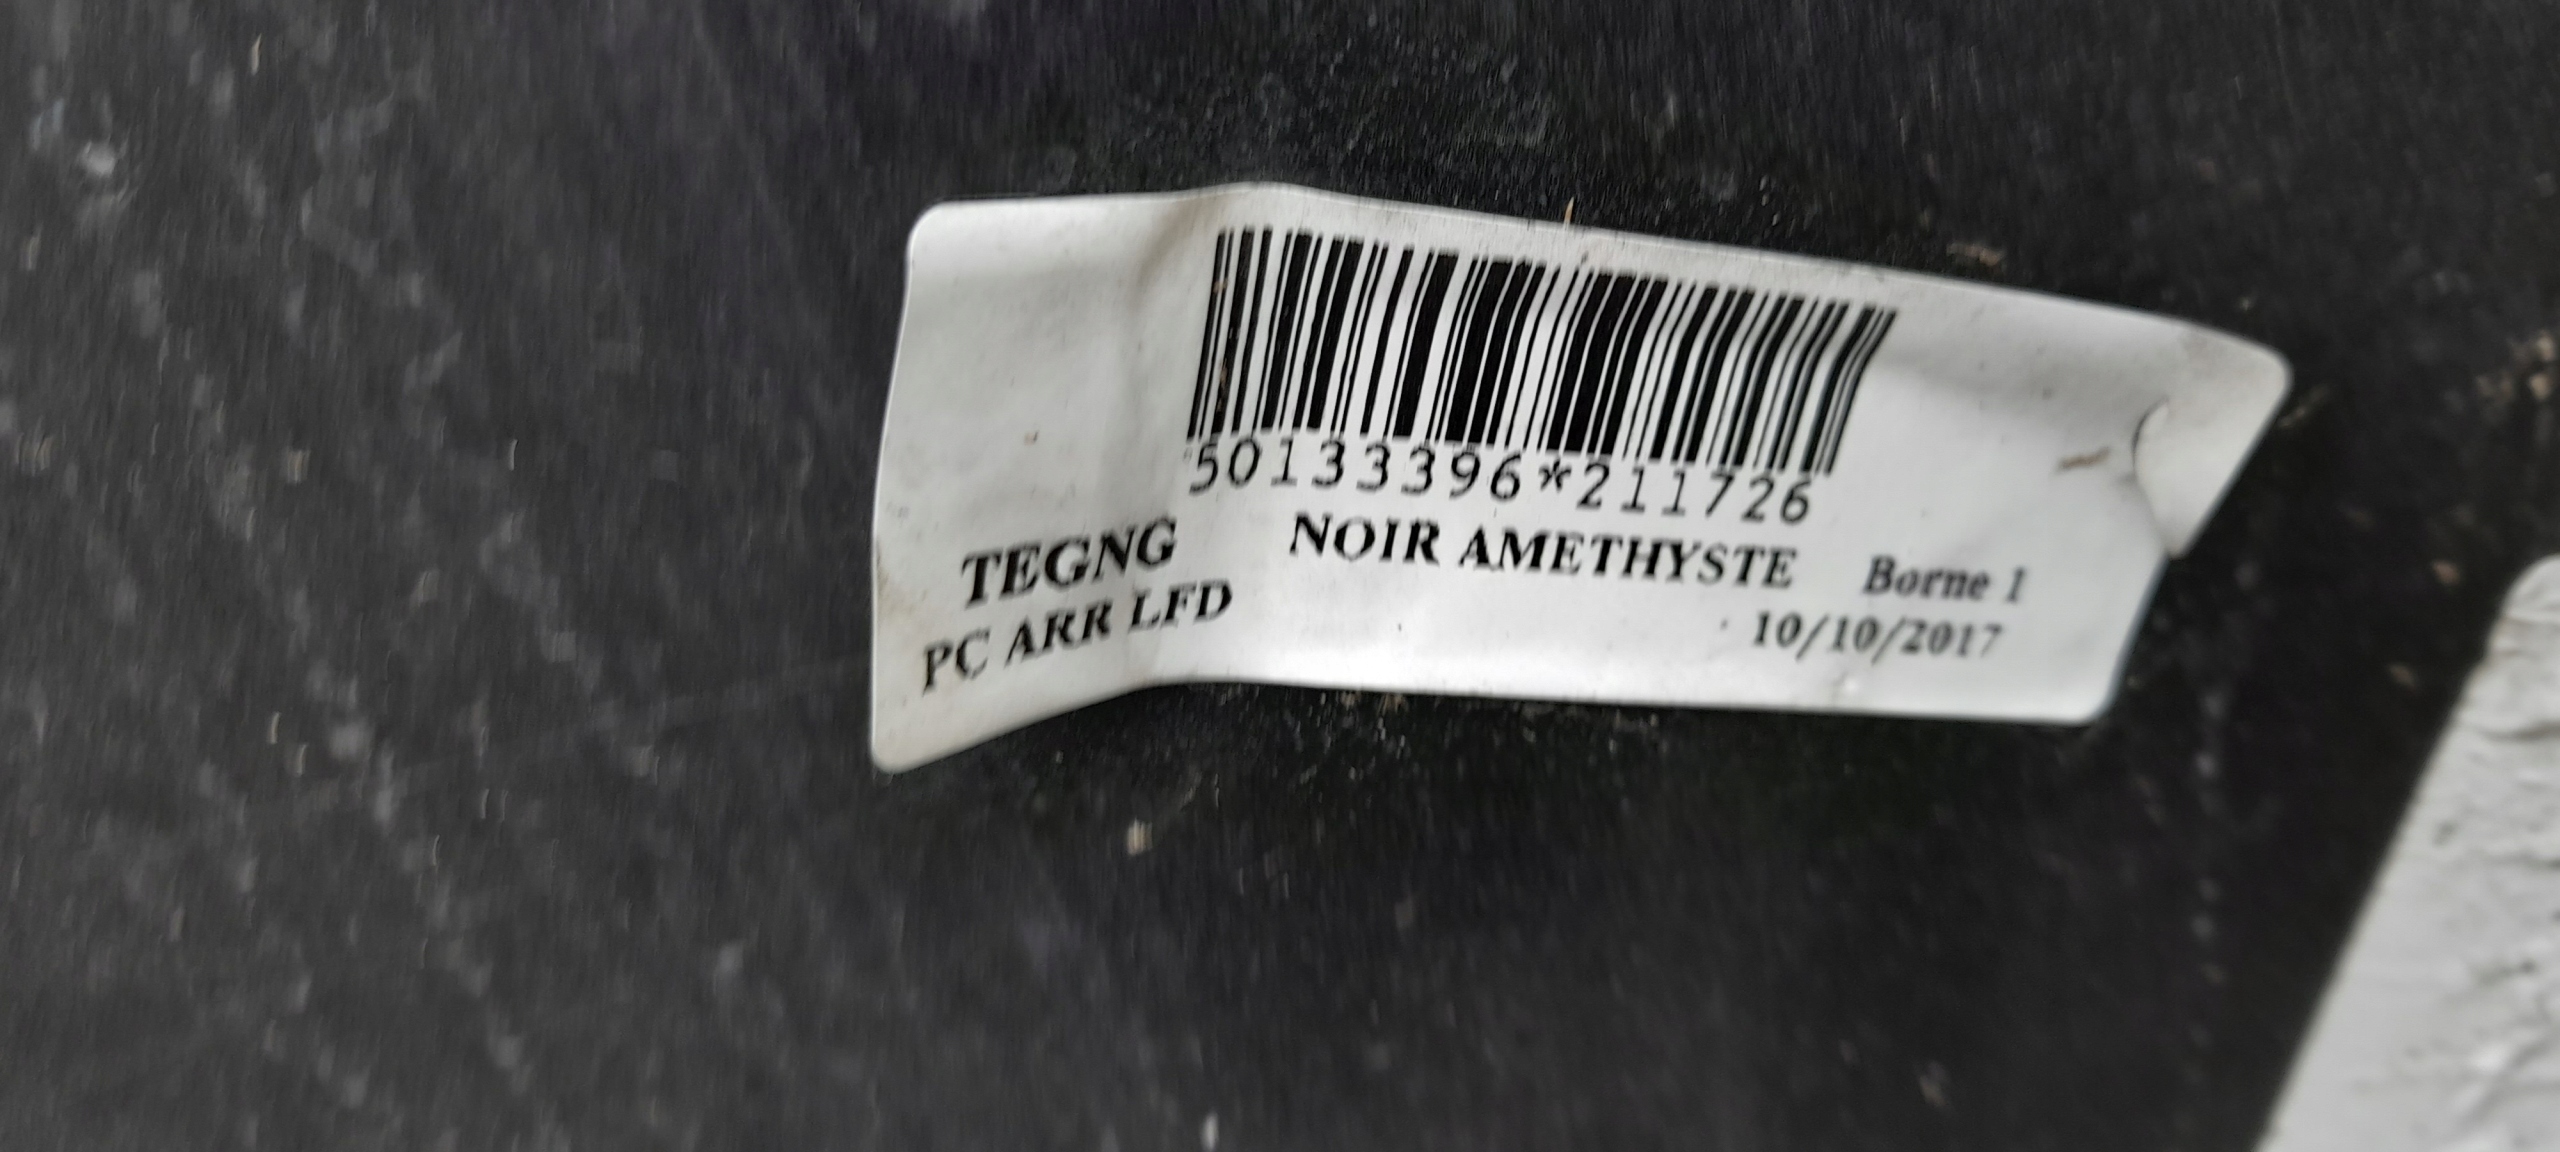 50133396*211726
TEGNG NOIR AMETHYSTE Borne 1
PC ARR LFD 10/10/2017